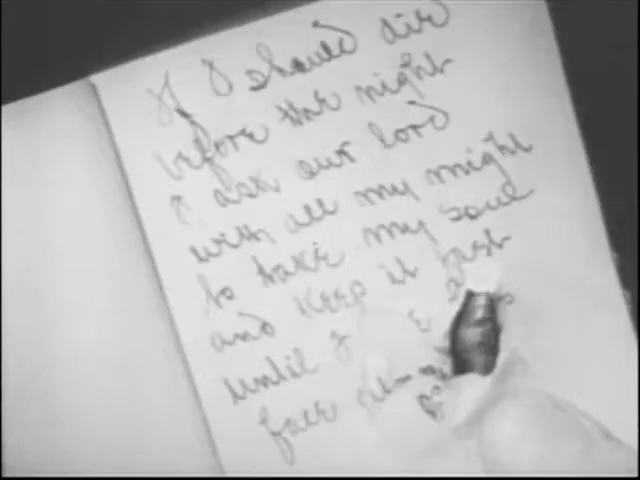 If I should die
before the night
I ask our lord
with all my might
to take my soul
and keep it fast
until
face